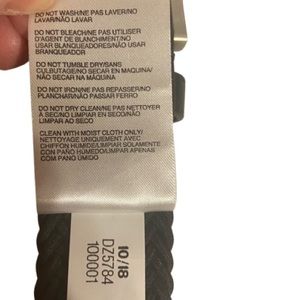 DO NOT WASH/NE PAS LAVER/NO
LAVAR/NÃO LAVAR
DO NOT BLEACH/NE PAS UTILISER
D'AGENT DE BLANCHIMENT/NO
USAR BLANQUEADORES/NÃO USAR
BRANQUEADOR
DO NOT TUMBLE DRY/SANS
CULBUTAGE/NO SECAR EN MAQUINA/
NÃO SECAR NA MAQUINA
DO NOT IRON/NE PAS REPASSER/NO
PLANCHAR/NÃO PASSAR FERRO
DO NOT DRY CLEAN/NE PAS NETTOYER
À SEC/NO LIMPIAR EN SECO/NÃO
LIMPAR AO SECO
CLEAN WITH MOIST CLOTH ONLY/
NETTOYAGE UNIQUEMENT AVEC
CHIFFON HUMIDE/LIMPIAR SOLAMENTE
CON PAÑO HÚMEDO/LIMPAR APENAS
COM PANO ÚMIDO
10/18
DZ5784
100001